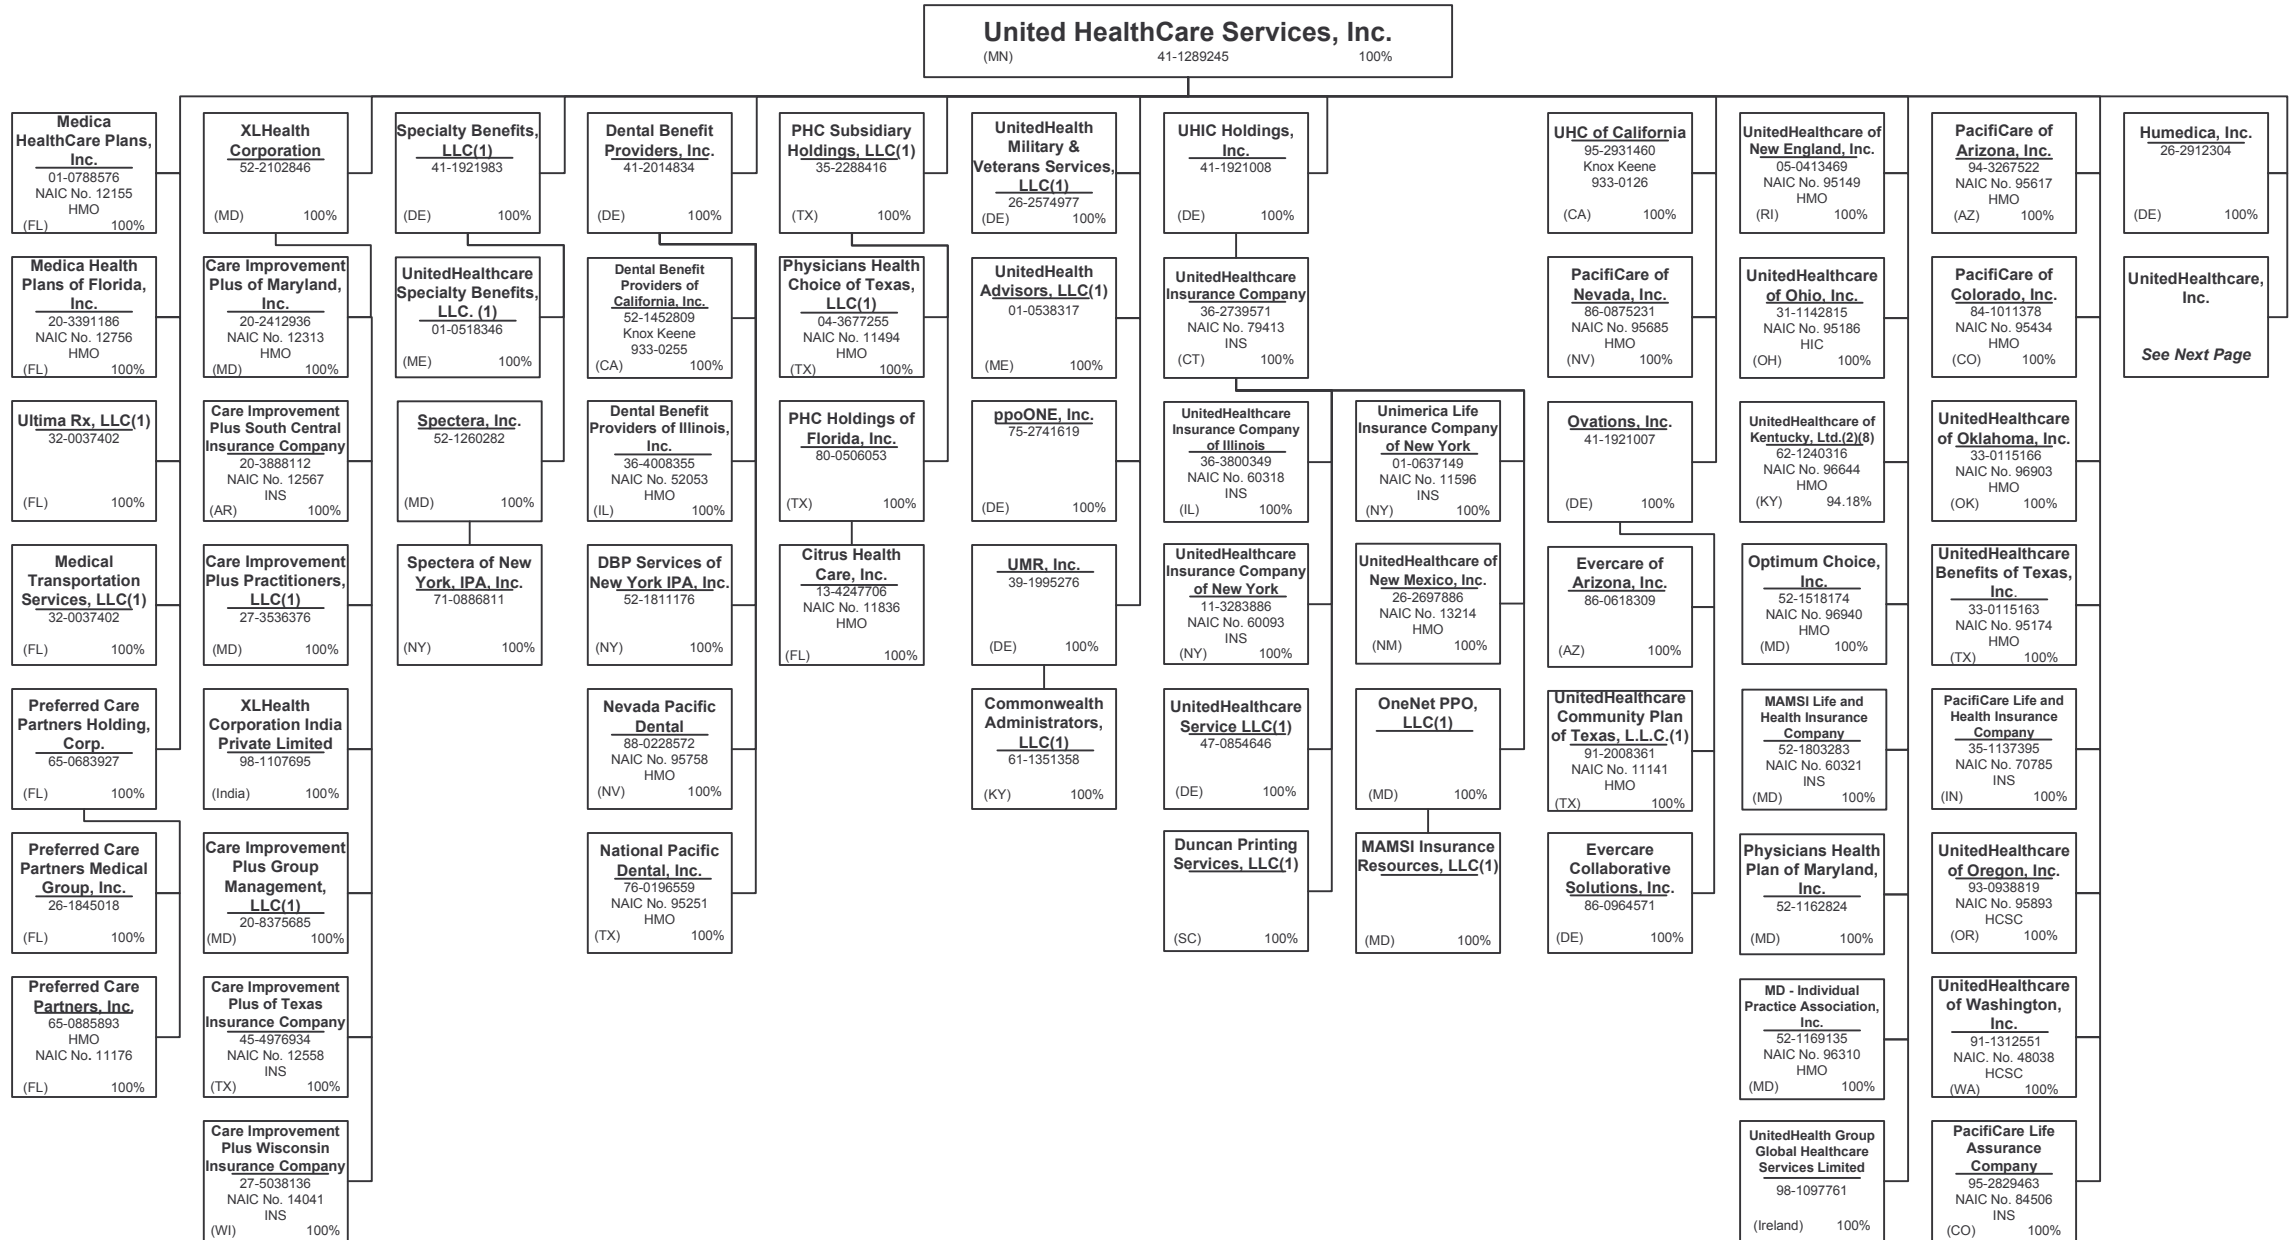 United HealthCare Services, Inc.
(MN) 41-1289245 100%
Medica
HealthCare Plans,
Inc.
01-0788576
NAIC No. 12155
HMO
(FL) 100%
Medica Health
Plans of Florida,
Inc.
20-3391186
NAIC No. 12756
HMO
(FL) 100%
Ultima Rx, LLC(1)
32-0037402
(FL) 100%
Medical
Transportation
Services, LLC(1)
32-0037402
(FL) 100%
Preferred Care
Partners Holding,
Corp.
65-0683927
(FL) 100%
Preferred Care
Partners Medical
Group, Inc.
26-1845018
(FL) 100%
Preferred Care
Partners, Inc.
65-0885893
HMO
NAIC No. 11176
(FL) 100%
XLHealth
Corporation
52-2102846
(MD) 100%
Care Improvement
Plus of Maryland,
Inc.
20-2412936
NAIC No. 12313
HMO
(MD) 100%
Care Improvement
Plus South Central
Insurance Company
20-3888112
NAIC No. 12567
INS
(AR) 100%
Care Improvement
Plus Practitioners,
LLC(1)
27-3536376
(MD) 100%
XLHealth
Corporation India
Private Limited
98-1107695
(India) 100%
Care Improvement
Plus Group
Management,
LLC(1)
20-8375685
(MD) 100%
Care Improvement
Plus of Texas
Insurance Company
45-4976934
NAIC No. 12558
INS
(TX) 100%
Care Improvement
Plus Wisconsin
Insurance Company
27-5038136
NAIC No. 14041
INS
(WI) 100%
Specialty Benefits,
LLC(1)
41-1921983
(DE) 100%
UnitedHealthcare
Specialty Benefits,
LLC. (1)
01-0518346
(ME) 100%
Spectera, Inc.
52-1260282
(MD) 100%
Spectera of New
York, IPA, Inc.
71-0886811
(NY) 100%
Dental Benefit
Providers, Inc.
41-2014834
(DE) 100%
Dental Benefit
Providers of
California, Inc.
52-1452809
Knox Keene
933-0255
(CA) 100%
Dental Benefit
Providers of Illinois,
Inc.
36-4008355
NAIC No. 52053
HMO
(IL) 100%
DBP Services of
New York IPA, Inc.
52-1811176
(NY) 100%
Nevada Pacific
Dental
88-0228572
NAIC No. 95758
HMO
(NV) 100%
National Pacific
Dental, Inc.
76-0196559
NAIC No. 95251
HMO
(TX) 100%
PHC Subsidiary
Holdings, LLC(1)
35-2288416
(TX) 100%
Physicians Health
Choice of Texas,
LLC(1)
04-3677255
NAIC No. 11494
HMO
(TX) 100%
PHC Holdings of
Florida, Inc.
80-0506053
(TX) 100%
Citrus Health
Care, Inc.
13-4247706
NAIC No. 11836
HMO
(FL) 100%
UnitedHealth
Military &
Veterans Services,
LLC(1)
26-2574977
(DE) 100%
UnitedHealth
Advisors, LLC(1)
01-0538317
(ME) 100%
ppoONE, Inc.
75-2741619
(DE) 100%
UMR, Inc.
39-1995276
(DE) 100%
Commonwealth
Administrators,
LLC(1)
61-1351358
(KY) 100%
UHIC Holdings,
Inc.
41-1921008
(DE) 100%
UnitedHealthcare
Insurance Company
36-2739571
NAIC No. 79413
INS
(CT) 100%
UnitedHealthcare
Insurance Company
of Illinois
36-3800349
NAIC No. 60318
INS
(IL) 100%
UnitedHealthcare
Insurance Company
of New York
11-3283886
NAIC No. 60093
INS
(NY) 100%
UnitedHealthcare
Service LLC(1)
47-0854646
(DE) 100%
Duncan Printing
Services, LLC(1)
(SC) 100%
Unimerica Life
Insurance Company
of New York
01-0637149
NAIC No. 11596
INS
(NY) 100%
UnitedHealthcare of
New Mexico, Inc.
26-2697886
NAIC No. 13214
HMO
(NM) 100%
OneNet PPO,
LLC(1)
(MD) 100%
MAMSI Insurance
Resources, LLC(1)
(MD) 100%
UHC of California
95-2931460
Knox Keene
933-0126
(CA) 100%
PacifiCare of
Nevada, Inc.
86-0875231
NAIC No. 95685
HMO
(NV) 100%
Ovations, Inc.
41-1921007
(DE) 100%
Evercare of
Arizona, Inc.
86-0618309
(AZ) 100%
UnitedHealthcare
Community Plan
of Texas, L.L.C.(1)
91-2008361
NAIC No. 11141
HMO
(TX) 100%
Evercare
Collaborative
Solutions, Inc.
86-0964571
(DE) 100%
UnitedHealthcare of
New England, Inc.
05-0413469
NAIC No. 95149
HMO
(RI) 100%
UnitedHealthcare
of Ohio, Inc.
31-1142815
NAIC No. 95186
HIC
(OH) 100%
UnitedHealthcare of
Kentucky, Ltd.(2)(8)
62-1240316
NAIC No. 96644
HMO
(KY) 94.18%
Optimum Choice,
Inc.
52-1518174
NAIC No. 96940
HMO
(MD) 100%
MAMSI Life and
Health Insurance
Company
52-1803283
NAIC No. 60321
INS
(MD) 100%
Physicians Health
Plan of Maryland,
Inc.
52-1162824
(MD) 100%
MD - Individual
Practice Association,
Inc.
52-1169135
NAIC No. 96310
HMO
(MD) 100%
UnitedHealth Group
Global Healthcare
Services Limited
98-1097761
(Ireland) 100%
PacifiCare of
Arizona, Inc.
94-3267522
NAIC No. 95617
HMO
(AZ) 100%
PacifiCare of
Colorado, Inc.
84-1011378
NAIC No. 95434
HMO
(CO) 100%
UnitedHealthcare
of Oklahoma, Inc.
33-0115166
NAIC No. 96903
HMO
(OK) 100%
UnitedHealthcare
Benefits of Texas,
Inc.
33-0115163
NAIC No. 95174
HMO
(TX) 100%
PacifiCare Life and
Health Insurance
Company
35-1137395
NAIC No. 70785
INS
(IN) 100%
UnitedHealthcare
of Oregon, Inc.
93-0938819
NAIC No. 95893
HCSC
(OR) 100%
UnitedHealthcare
of Washington,
Inc.
91-1312551
NAIC. No. 48038
HCSC
(WA) 100%
PacifiCare Life
Assurance
Company
95-2829463
NAIC No. 84506
INS
(CO) 100%
Humedica, Inc.
26-2912304
(DE) 100%
UnitedHealthcare,
Inc.
See Next Page